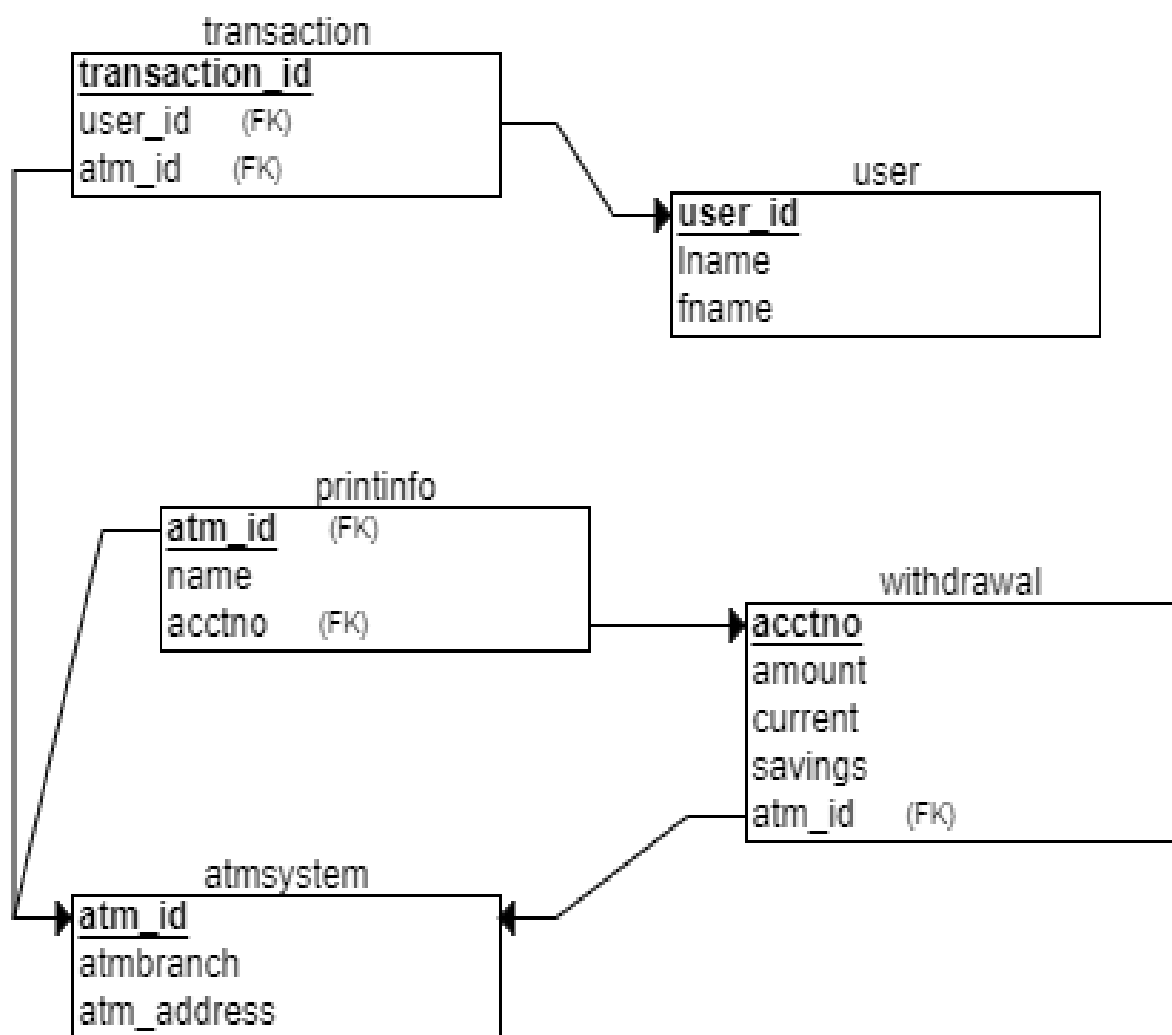 transaction
transaction_id
user_id (FK)
atm_id (FK)
user
user_id
lname
fname
printinfo
atm_id (FK)
name
acctno (FK)
withdrawal
acctno
amount
current
savings
atm_id (FK)
atmsystem
atm_id
atmbranch
atm_address